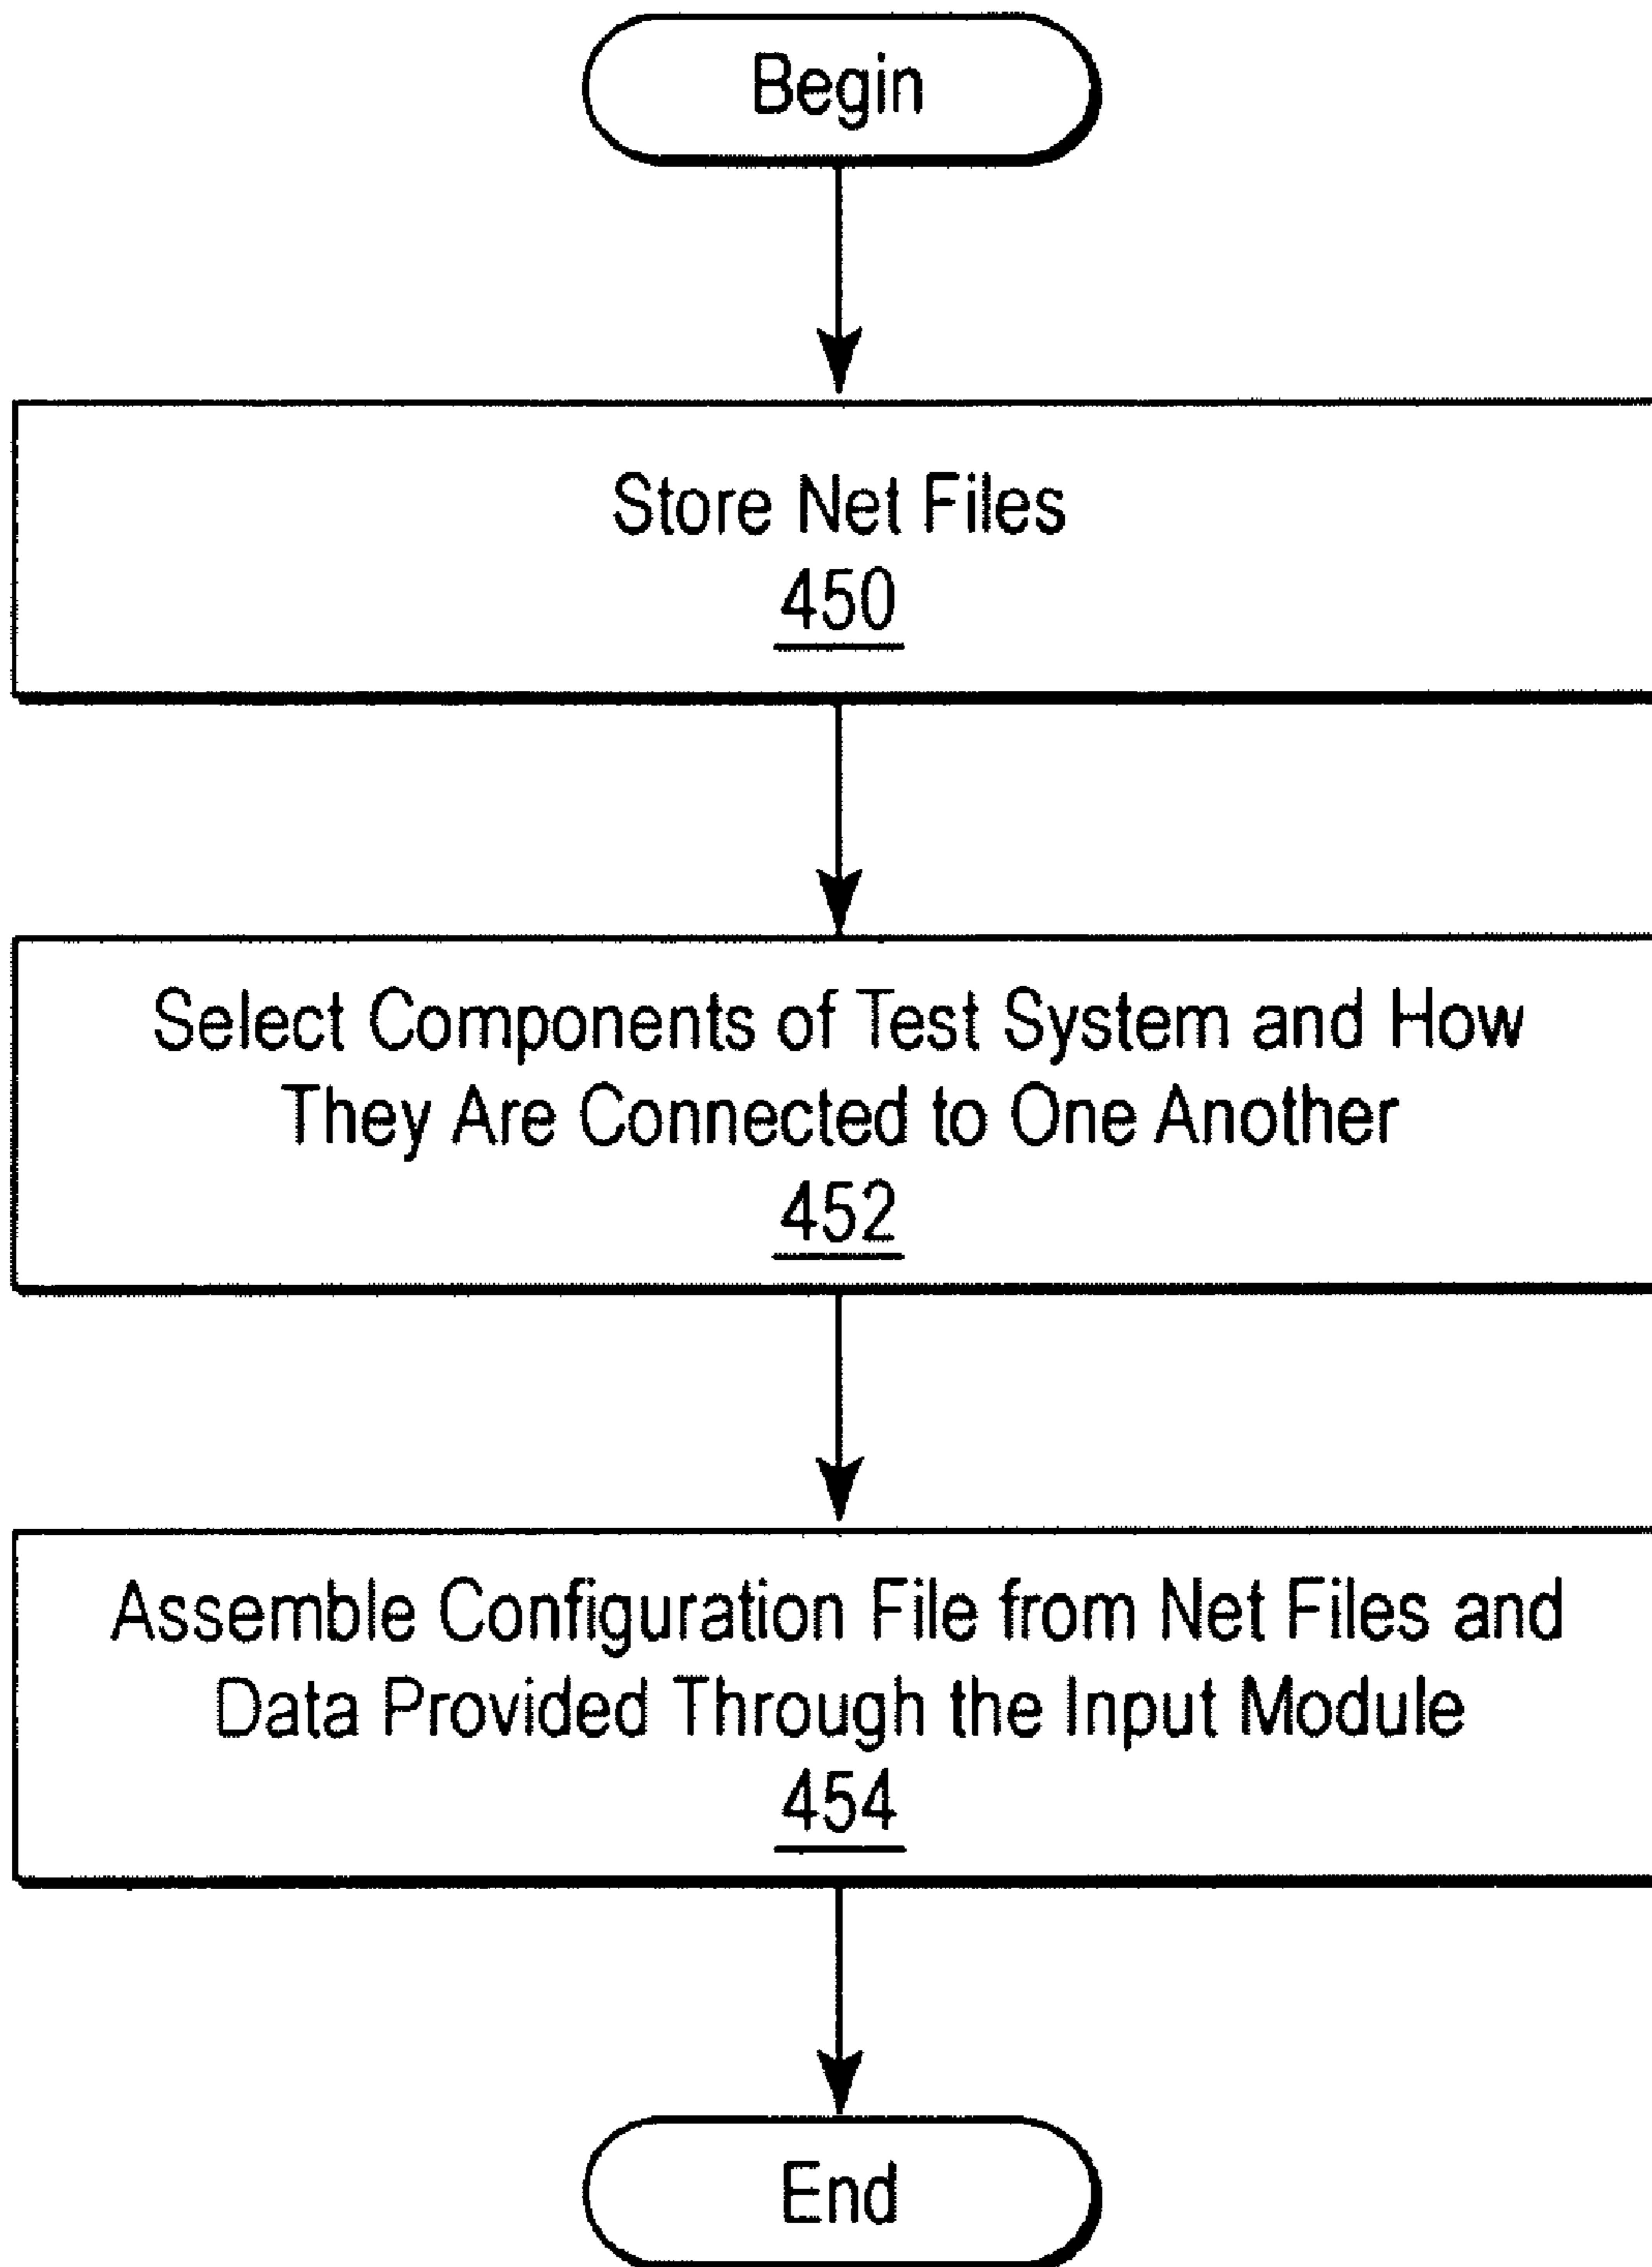 Begin
Store Net Files
450
Select Components of Test System and How
They Are Connected to One Another
452
Assemble Configuration File from Net Files and
Data Provided Through the Input Module
454
End